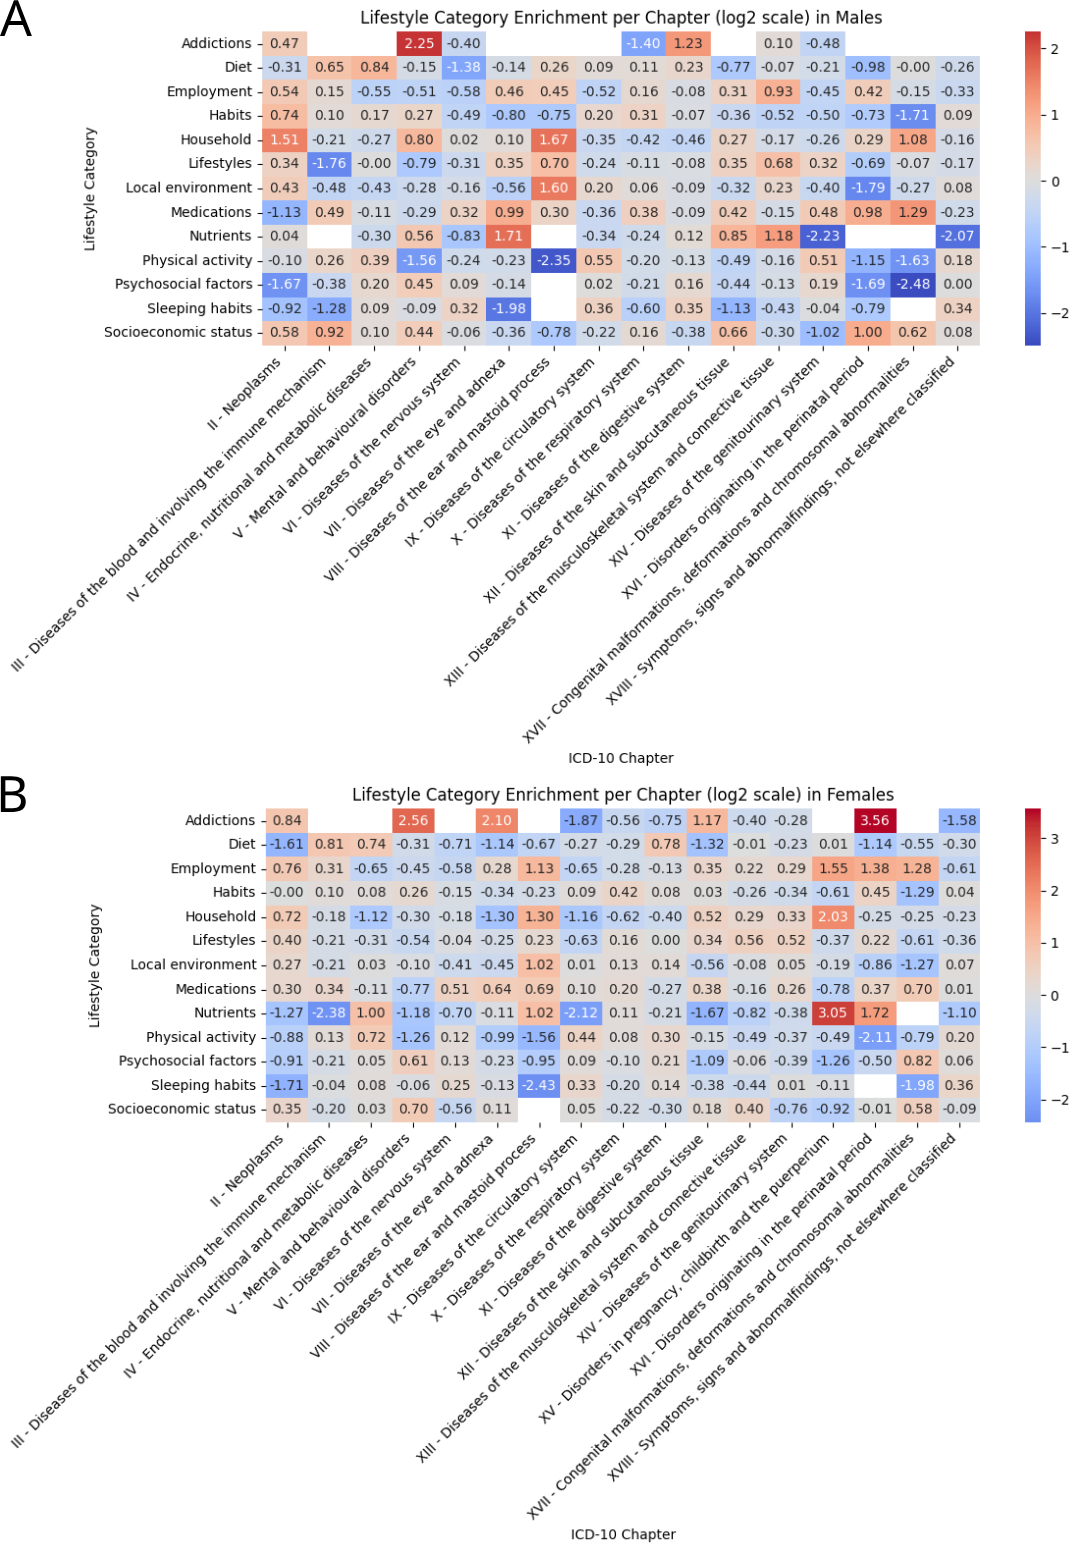 A
Lifestyle Category Enrichment per Chapter (log2 scale) in Males
Lifestyle Category
Addictions 0.47 2.25 -0.40 -1.40 1.23 0.10 -0.48
Diet -0.31 0.65 0.84 -0.15 -1.38 -0.14 0.26 0.09 0.11 0.23 -0.77 -0.07 -0.21 -0.98 -0.00 -0.26
Employment 0.54 0.15 -0.55 -0.51 -0.58 0.46 0.45 -0.52 0.16 -0.08 0.31 0.93 -0.45 0.42 -0.15 -0.33
Habits 0.74 0.10 0.17 0.27 -0.49 -0.80 -0.75 0.20 0.31 -0.07 -0.36 -0.52 -0.50 -0.73 -1.71 0.09
Household 1.51 -0.21 -0.27 0.80 0.02 0.10 1.67 -0.35 -0.42 -0.46 0.27 -0.17 -0.26 0.29 1.08 -0.16
Lifestyles 0.34 -1.76 -0.00 -0.79 -0.31 0.35 0.70 -0.24 -0.11 -0.08 0.35 0.68 0.32 -0.69 -0.07 -0.17
Local environment 0.43 -0.48 -0.43 -0.28 -0.16 -0.56 1.60 0.20 0.06 -0.09 -0.32 0.23 -0.40 -1.79 -0.27 0.08
Medications -1.13 0.49 -0.11 -0.29 0.32 0.99 0.30 -0.36 0.38 -0.09 0.42 -0.15 0.48 0.98 1.29 -0.23
Nutrients 0.04 -0.30 0.56 -0.83 1.71 -0.34 -0.24 0.12 0.85 1.18 -2.23 -2.07
Physical activity -0.10 0.26 0.39 -1.56 -0.24 -0.23 -2.35 0.55 -0.20 -0.13 -0.49 -0.16 0.51 -1.15 -1.63 0.18
Psychosocial factors -1.67 -0.38 0.20 0.45 0.09 -0.14 0.02 -0.21 0.16 -0.44 -0.13 0.19 -1.69 -2.48 0.00
Sleeping habits -0.92 -1.28 0.09 -0.09 0.32 -1.98 0.36 -0.60 0.35 -1.13 -0.43 -0.04 -0.79 0.34
Socioeconomic status 0.58 0.92 0.10 0.44 -0.06 -0.36 -0.78 -0.22 0.16 -0.38 0.66 -0.30 -1.02 1.00 0.62 0.08
2
1
0
−1
−2
II - Neoplasms
III - Diseases of the blood and involving the immune mechanism
IV - Endocrine, nutritional and metabolic diseases
V - Mental and behavioural disorders
VI - Diseases of the nervous system
VII - Diseases of the eye and adnexa
VIII - Diseases of the ear and mastoid process
IX - Diseases of the circulatory system
X - Diseases of the respiratory system
XI - Diseases of the digestive system
XII - Diseases of the skin and subcutaneous tissue
XIII - Diseases of the musculoskeletal system and connective tissue
XIV - Diseases of the genitourinary system
XVI - Disorders originating in the perinatal period
XVII - Congenital malformations, deformations and chromosomal abnormalities
XVIII - Symptoms, signs and abnormalfindings, not elsewhere classified
ICD-10 Chapter
B
Lifestyle Category Enrichment per Chapter (log2 scale) in Females
Lifestyle Category
Addictions 0.84 2.56 2.10 -1.87 -0.56 -0.75 1.17 -0.40 -0.28 3.56 -1.58
Diet -1.61 0.81 0.74 -0.31 -0.71 -1.14 -0.67 -0.27 -0.29 0.78 -1.32 -0.01 -0.23 0.01 -1.14 -0.55 -0.30
Employment 0.76 0.31 -0.65 -0.45 -0.58 0.28 1.13 -0.65 -0.28 -0.13 0.35 0.22 0.29 1.55 1.38 1.28 -0.61
Habits -0.00 0.10 0.08 0.26 -0.15 -0.34 -0.23 0.09 0.42 0.08 0.03 -0.26 -0.34 -0.61 0.45 -1.29 0.04
Household 0.72 -0.18 -1.12 -0.30 -0.18 -1.30 1.30 -1.16 -0.62 -0.40 0.52 0.29 0.33 2.03 -0.25 -0.25 -0.23
Lifestyles 0.40 -0.21 -0.31 -0.54 -0.04 -0.25 0.23 -0.63 0.16 0.00 0.34 0.56 0.52 -0.37 0.22 -0.61 -0.36
Local environment 0.27 -0.21 0.03 -0.10 -0.41 -0.45 1.02 0.01 0.13 0.14 -0.56 -0.08 0.05 -0.19 -0.86 -1.27 0.07
Medications 0.30 0.34 -0.11 -0.77 0.51 0.64 0.69 0.10 0.20 -0.27 0.38 -0.16 0.26 -0.78 0.37 0.70 0.01
Nutrients -1.27 -2.38 1.00 -1.18 -0.70 -0.11 1.02 -2.12 0.11 -0.21 -1.67 -0.82 -0.38 3.05 1.72 -1.10
Physical activity -0.88 0.13 0.72 -1.26 0.12 -0.99 -1.56 0.44 0.08 0.30 -0.15 -0.49 -0.37 -0.49 -2.11 -0.79 0.20
Psychosocial factors -0.91 -0.21 0.05 0.61 0.13 -0.23 -0.95 0.09 -0.10 0.21 -1.09 -0.06 -0.39 -1.26 -0.50 0.82 0.06
Sleeping habits -1.71 -0.04 0.08 -0.06 0.25 -0.13 -2.43 0.33 -0.20 0.14 -0.38 -0.44 0.01 -0.11 -1.98 0.36
Socioeconomic status 0.35 -0.20 0.03 0.70 -0.56 0.11 0.05 -0.22 -0.30 0.18 0.40 -0.76 -0.92 -0.01 0.58 -0.09
3
2
1
0
−1
−2
II - Neoplasms
III - Diseases of the blood and involving the immune mechanism
IV - Endocrine, nutritional and metabolic diseases
V - Mental and behavioural disorders
VI - Diseases of the nervous system
VII - Diseases of the eye and adnexa
VIII - Diseases of the ear and mastoid process
IX - Diseases of the circulatory system
X - Diseases of the respiratory system
XI - Diseases of the digestive system
XII - Diseases of the skin and subcutaneous tissue
XIII - Diseases of the musculoskeletal system and connective tissue
XIV - Diseases of the genitourinary system
XV - Disorders in pregnancy, childbirth and the puerperium
XVI - Disorders originating in the perinatal period
XVII - Congenital malformations, deformations and chromosomal abnormalities
XVIII - Symptoms, signs and abnormalfindings, not elsewhere classified
ICD-10 Chapter